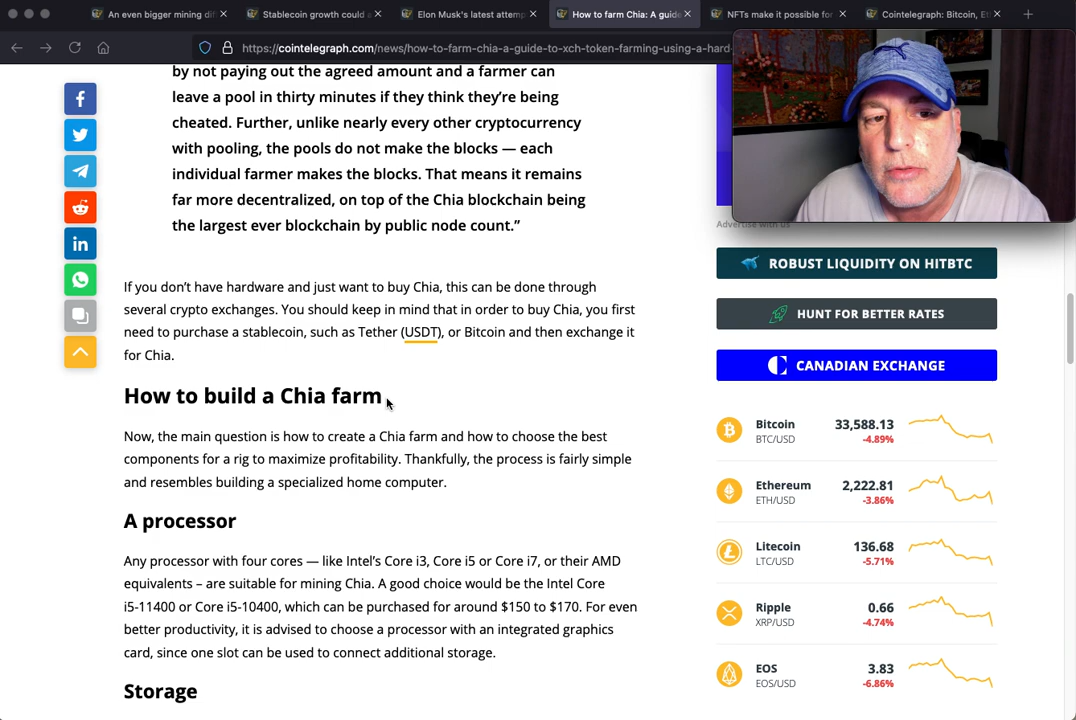 An even bigger mining di
Stablecoin growth could
Elon Musk's latest attemp
How to farm Chia: A guide
NFTs make it possible for
Cointelegraph: Bitcoin, Et
https://cointelegraph.com/news/how-to-farm-chia-a-guide-to-xch-token-farming-using-a-hard-
by not paying out the agreed amount and a farmer can
leave a pool in thirty minutes if they think they're being
cheated. Further, unlike nearly every other cryptocurrency
with pooling, the pools do not make the blocks — each
individual farmer makes the blocks. That means it remains
far more decentralized, on top of the Chia blockchain being
the largest ever blockchain by public node count.”
If you don't have hardware and just want to buy Chia, this can be done through
several crypto exchanges. You should keep in mind that in order to buy Chia, you first
need to purchase a stablecoin, such as Tether (USDT), or Bitcoin and then exchange it
for Chia.
How to build a Chia farm
Now, the main question is how to create a Chia farm and how to choose the best
components for a rig to maximize profitability. Thankfully, the process is fairly simple
and resembles building a specialized home computer.
A processor
Any processor with four cores — like Intel's Core i3, Core i5 or Core i7, or their AMD
equivalents – are suitable for mining Chia. A good choice would be the Intel Core
i5-11400 or Core i5-10400, which can be purchased for around $150 to $170. For even
better productivity, it is advised to choose a processor with an integrated graphics
card, since one slot can be used to connect additional storage.
Storage
Advertise with us
ROBUST LIQUIDITY ON HITBTC
HUNT FOR BETTER RATES
CANADIAN EXCHANGE
Bitcoin 33,588.13
BTC/USD -4.89%
Ethereum 2,222.81
ETH/USD -3.86%
Litecoin 136.68
LTC/USD -5.71%
Ripple 0.66
XRP/USD -4.74%
EOS 3.83
EOS/USD -6.86%